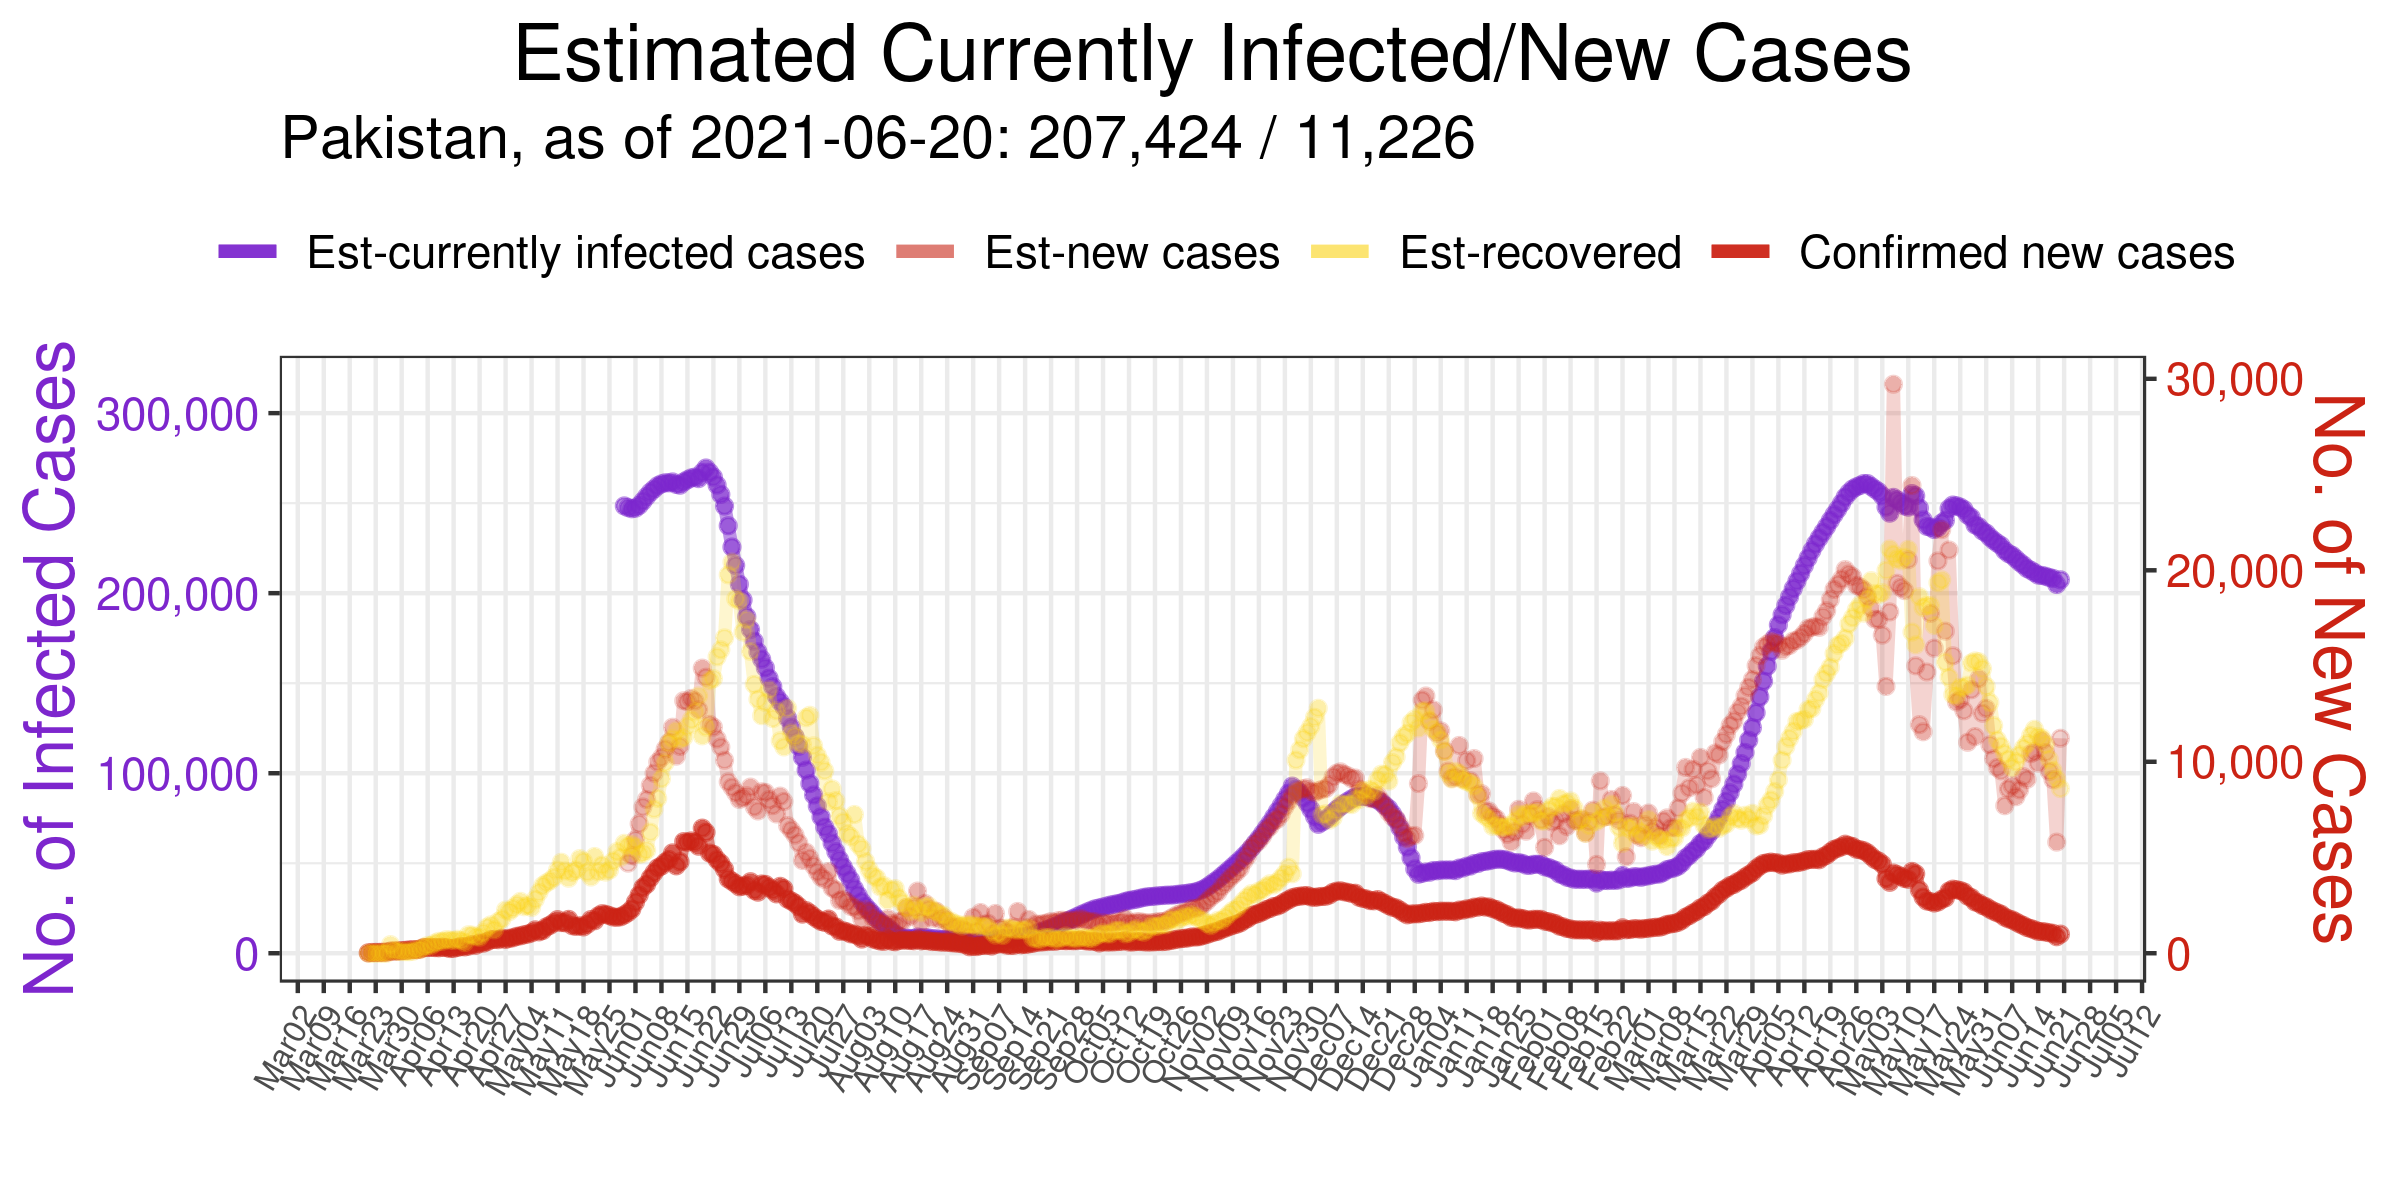 Estimated Currently Infected/New Cases
Pakistan, as of 2021-06-20: 207,424 / 11,226
Est-currently infected cases Est-new cases Est-recovered Confirmed new cases
No. of Infected Cases
300,000
200,000
100,000
0
30,000
20,000
10,000
0
No. of New Cases
Mar02 Mar09 Mar16 Mar23 Mar30 Apr06 Apr13 Apr20 Apr27 May04 May11 May18 May25 Jun01 Jun08 Jun15 Jun22 Jun29 Jul06 Jul13 Jul20 Jul27 Aug03 Aug10 Aug17 Aug24 Aug31 Sep07 Sep14 Sep21 Sep28 Oct05 Oct12 Oct19 Oct26 Nov02 Nov09 Nov16 Nov23 Nov30 Dec07 Dec14 Dec21 Dec28 Jan04 Jan11 Jan18 Jan25 Feb01 Feb08 Feb15 Feb22 Mar01 Mar08 Mar15 Mar22 Mar29 Apr05 Apr12 Apr19 Apr26 May03 May10 May17 May24 May31 Jun07 Jun14 Jun21 Jun28 Jul05 Jul12